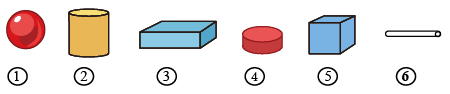 ① ② ③ ④ ⑤ ⑥